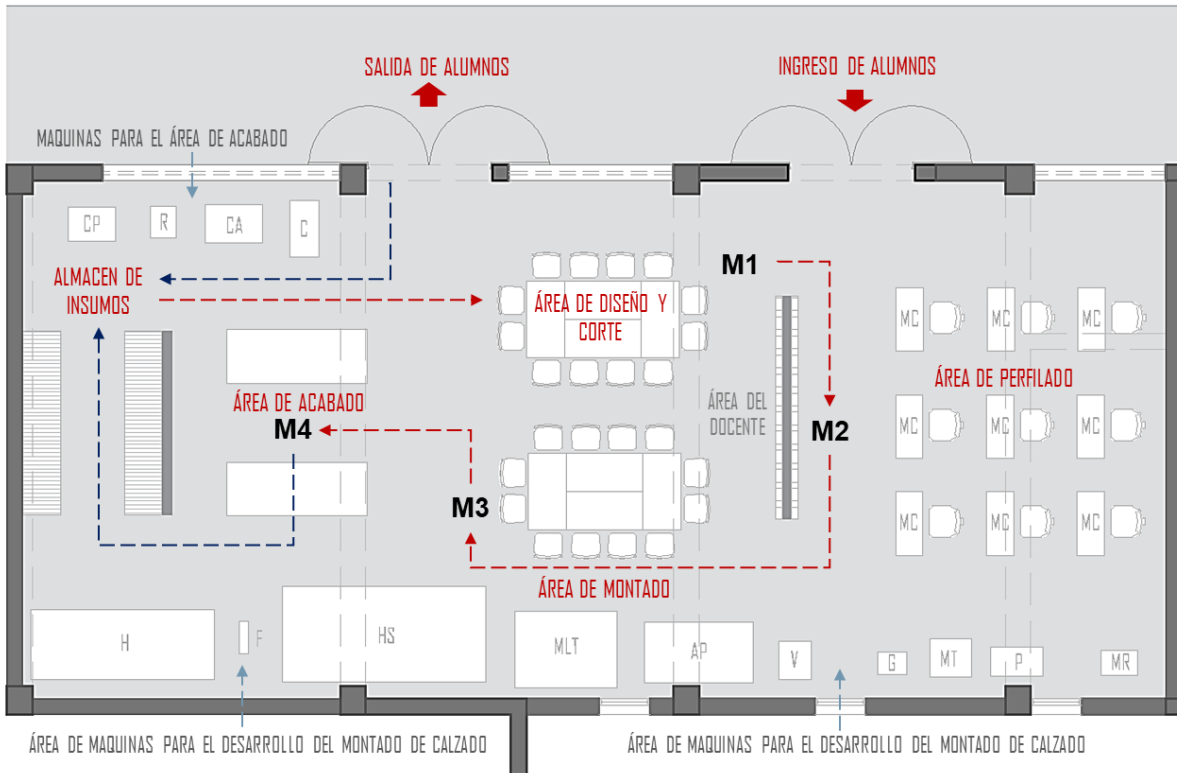 SALIDA DE ALUMNOS
INGRESO DE ALUMNOS
MAQUINAS PARA EL ÁREA DE ACABADO
CP
R
CA
C
ALMACEN DE
INSUMOS
ÁREA DE DISEÑO Y
CORTE
M1
MC
MC
MC
ÁREA DE PERFILADO
ÁREA DE ACABADO
M4
ÁREA DEL
DOCENTE
M2
MC
MC
MC
M3
MC
MC
MC
ÁREA DE MONTADO
H
F
HS
MLT
AP
V
G
MT
P
MR
ÁREA DE MAQUINAS PARA EL DESARROLLO DEL MONTADO DE CALZADO
ÁREA DE MAQUINAS PARA EL DESARROLLO DEL MONTADO DE CALZADO